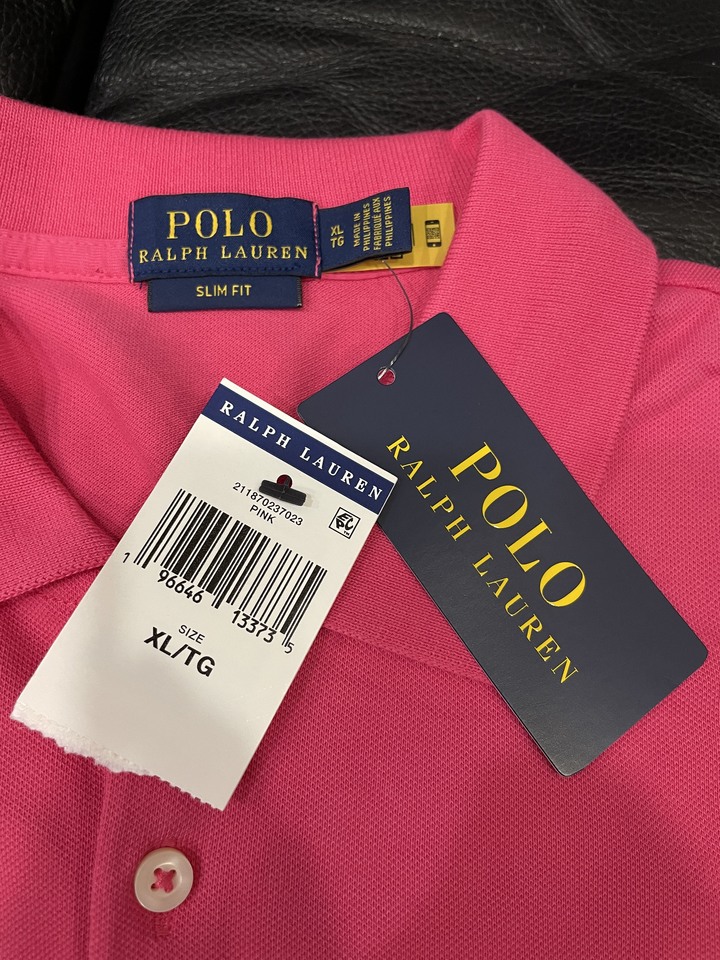 POLO
RALPH LAUREN
SLIM FIT
XL
TG
MADE IN
PHILIPPINES
FABRIQUÉ AUX
PHILIPPINES
RALPH LAUREN
211870237023
PINK
1 96646 13373 5
SIZE
XL/TG
POLO
RALPH LAUREN